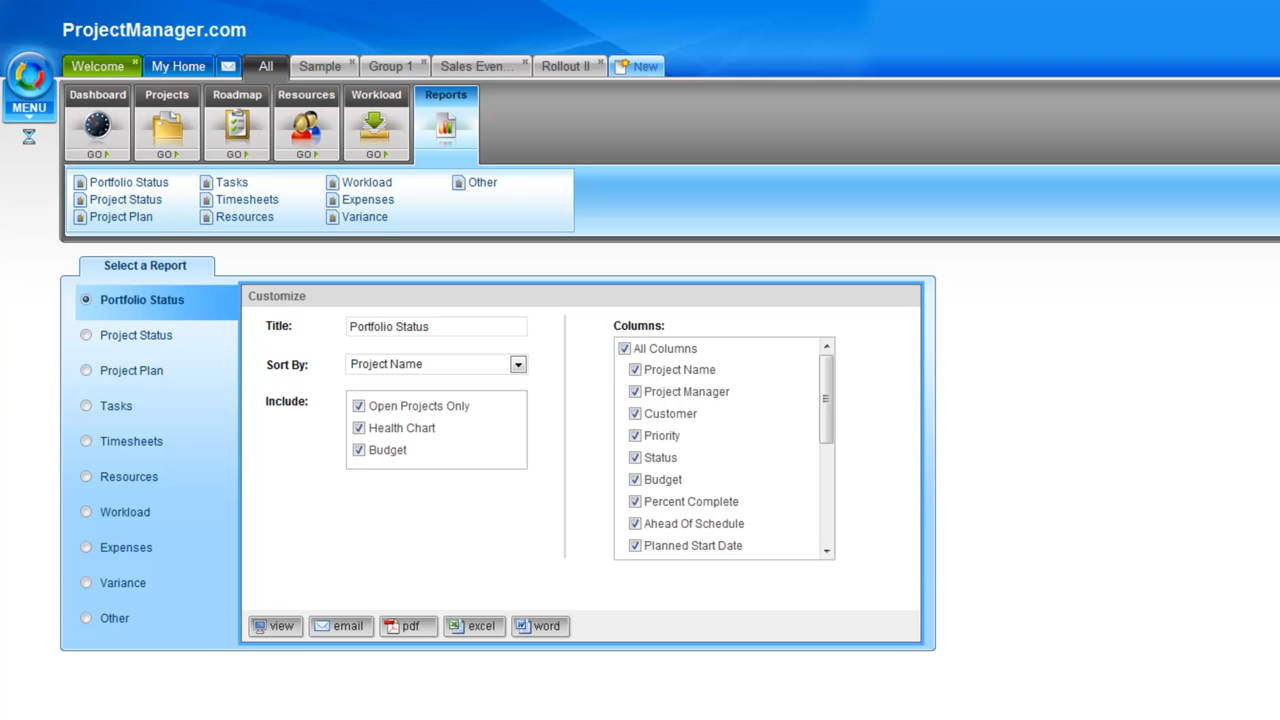 ProjectManager.com
Welcome My Home All Sample Group 1 Sales Even... Rollout II New
MENU
Dashboard Projects Roadmap Resources Workload Reports
GO GO GO GO GO
Portfolio Status Tasks Workload Other
Project Status Timesheets Expenses
Project Plan Resources Variance
Select a Report
Portfolio Status
Project Status
Project Plan
Tasks
Timesheets
Resources
Workload
Expenses
Variance
Other
Customize
Title: Portfolio Status
Sort By: Project Name
Include:
Open Projects Only
Health Chart
Budget
Columns:
All Columns
Project Name
Project Manager
Customer
Priority
Status
Budget
Percent Complete
Ahead Of Schedule
Planned Start Date
view email pdf excel word